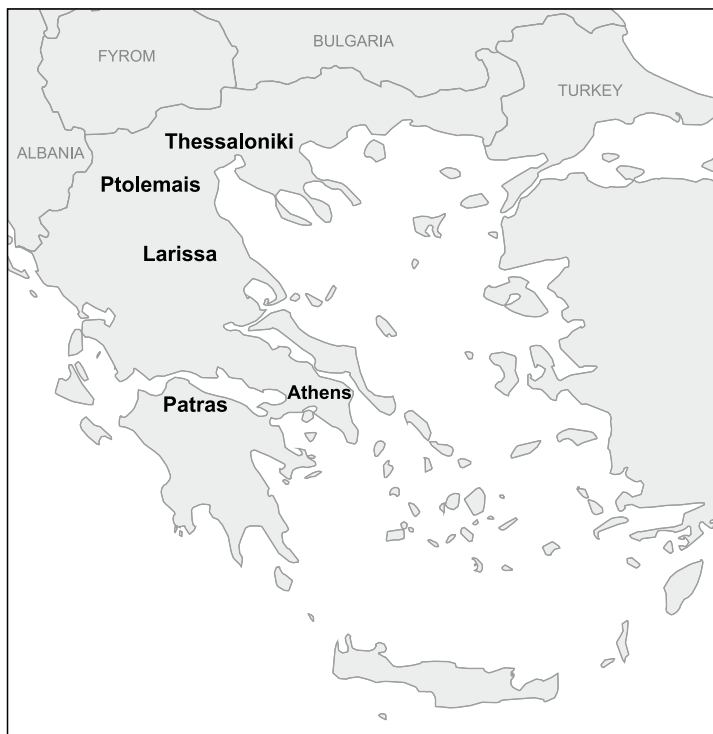 BULGARIA
FYROM
TURKEY
Thessaloniki
ALBANIA
Ptolemais
Larissa
Athens
Patras